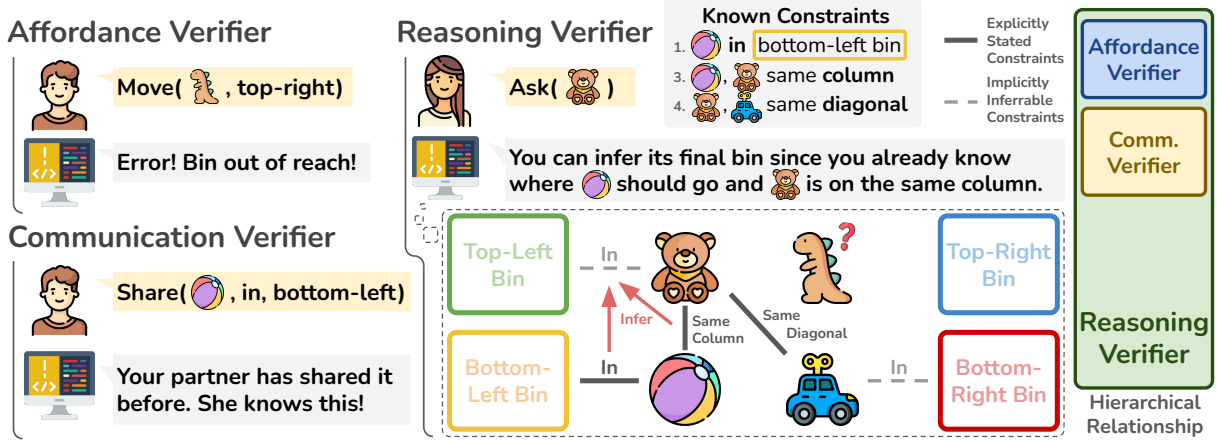 Affordance Verifier
Move( , top-right)
Error! Bin out of reach!
Communication Verifier
Share( , in, bottom-left)
Your partner has shared it
before. She knows this!
Reasoning Verifier
Ask( )
Known Constraints
1. in bottom-left bin
3. , same column
4. , same diagonal
Explicitly
Stated
Constraints
Implicitly
Inferrable
Constraints
You can infer its final bin since you already know
where should go and is on the same column.
Top-Left
Bin
In
?
Top-Right
Bin
Infer
Same
Column
Same
Diagonal
Bottom-
Left Bin
In
In
Bottom-
Right Bin
Affordance
Verifier
Comm.
Verifier
Reasoning
Verifier
Hierarchical
Relationship